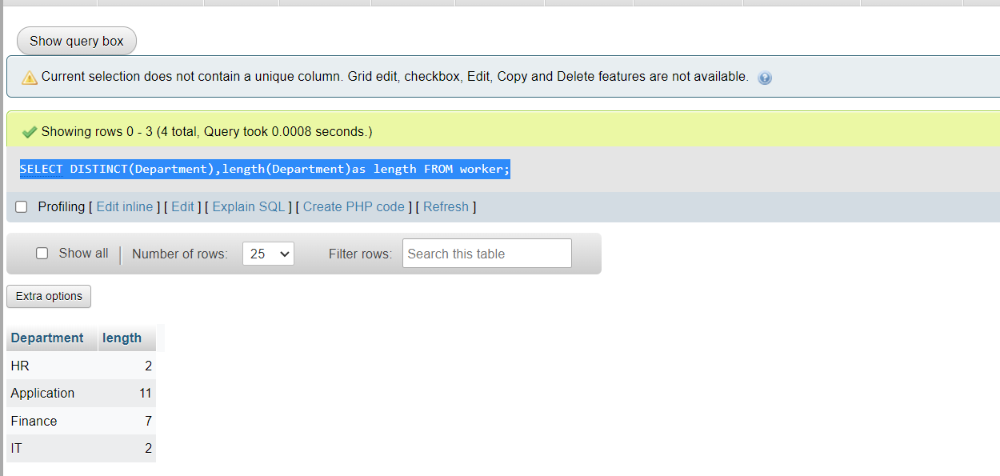 Show query box
Current selection does not contain a unique column. Grid edit, checkbox, Edit, Copy and Delete features are not available.
Showing rows 0 - 3 (4 total, Query took 0.0008 seconds.)
SELECT DISTINCT(Department),length(Department)as length FROM worker;
Profiling [ Edit inline ] [ Edit ] [ Explain SQL ] [ Create PHP code ] [ Refresh ]
Show all Number of rows: 25 Filter rows: Search this table
Extra options
Department length
HR 2
Application 11
Finance 7
IT 2